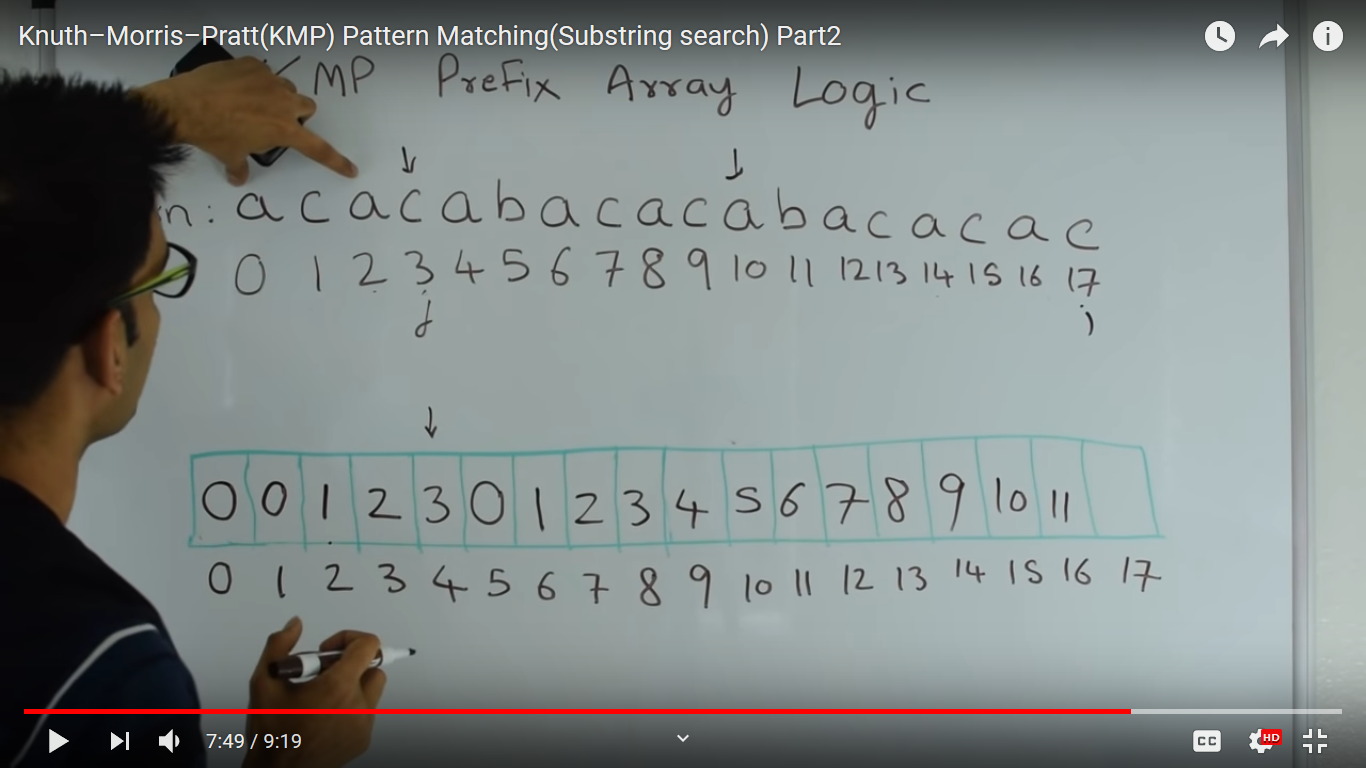 Knuth–Morris–Pratt(KMP) Pattern Matching(Substring search) Part2
MP Prefix Array Logic
n: a c a c a b a c a c a b a c a c a c
0 1 2 3 4 5 6 7 8 9 10 11 12 13 14 15 16 17
j i
0 0 1 2 3 0 1 2 3 4 5 6 7 8 9 10 11
0 1 2 3 4 5 6 7 8 9 10 11 12 13 14 15 16 17
7:49 / 9:19 CC HD